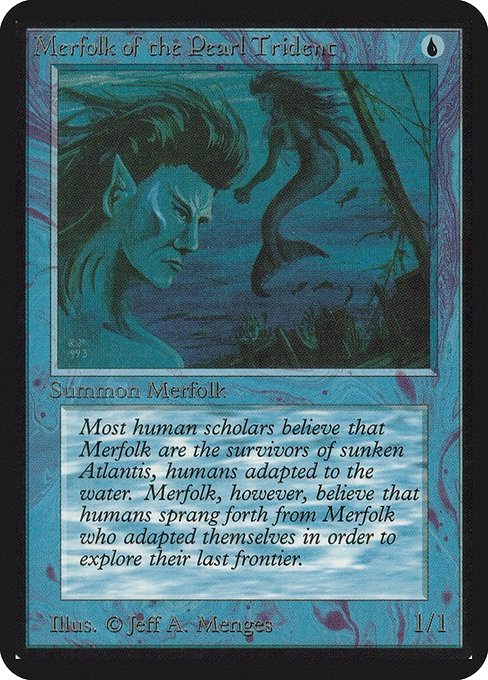 Merfolk of the Pearl Trident
Summon Merfolk
Most human scholars believe that
Merfolk are the survivors of sunken
Atlantis, humans adapted to the
water. Merfolk, however, believe that
humans sprang forth from Merfolk
who adapted themselves in order to
explore their last frontier.
Illus. © Jeff A. Menges
1/1